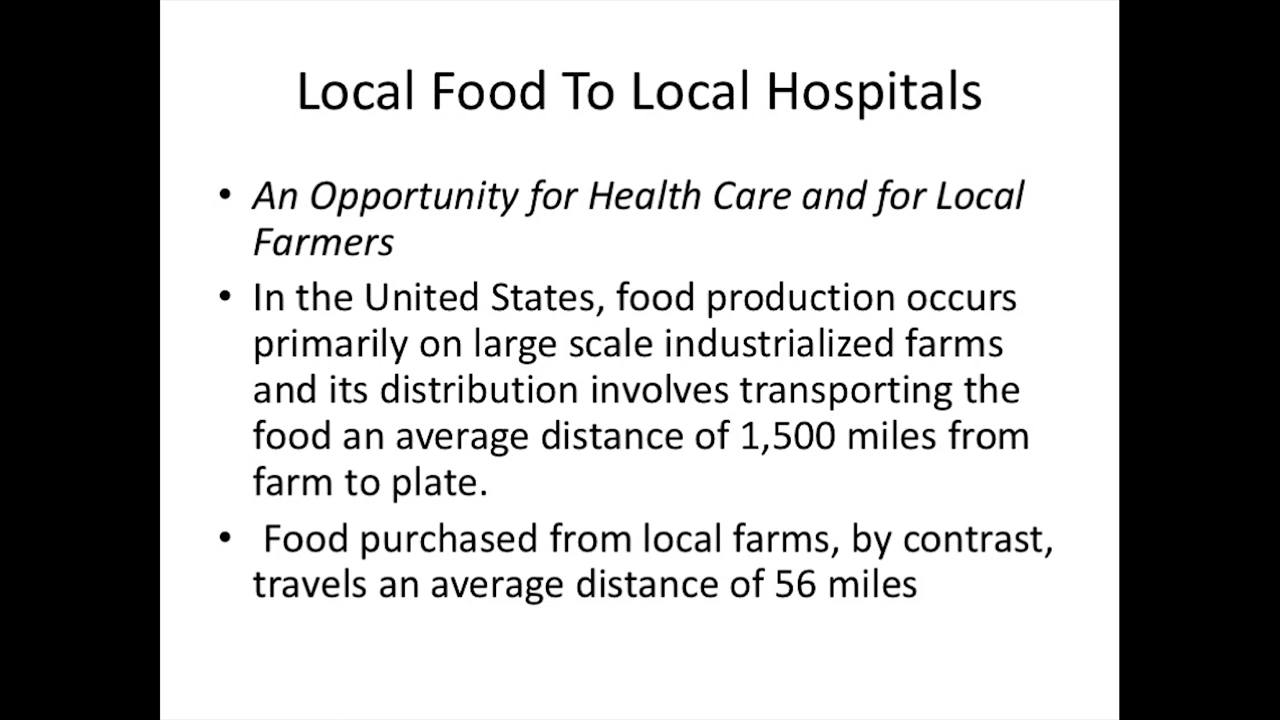 Local Food To Local Hospitals
• An Opportunity for Health Care and for Local
Farmers
• In the United States, food production occurs
primarily on large scale industrialized farms
and its distribution involves transporting the
food an average distance of 1,500 miles from
farm to plate.
• Food purchased from local farms, by contrast,
travels an average distance of 56 miles